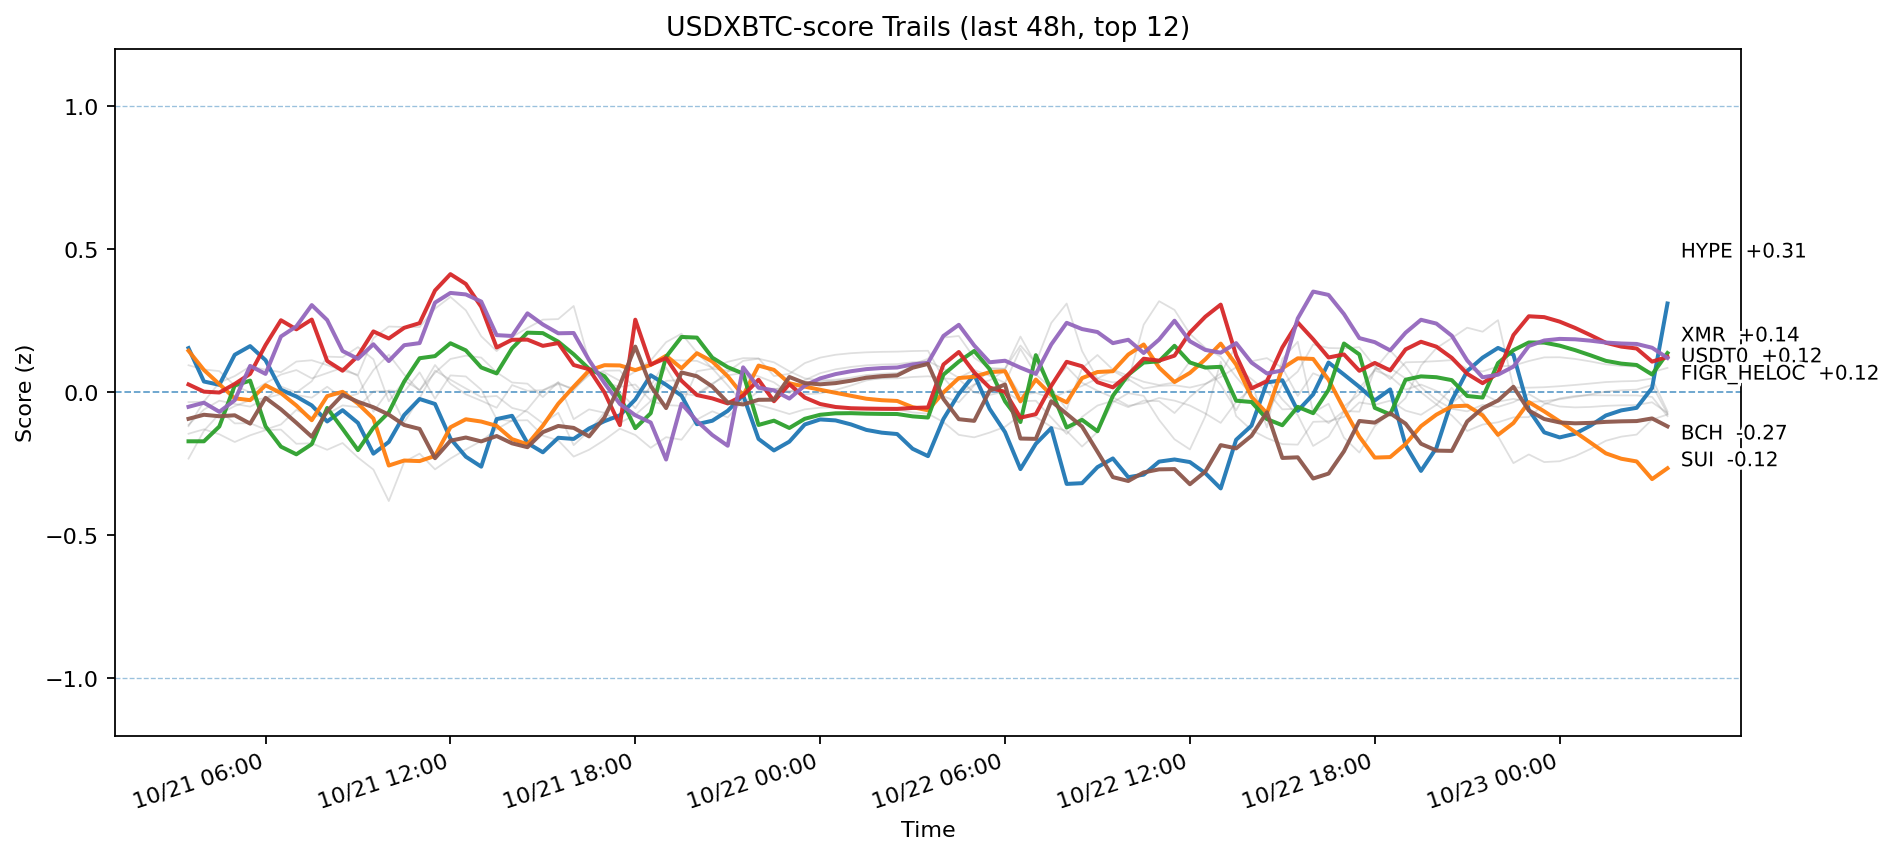 USDXBTC-score Trails (last 48h, top 12)
Score (z)
1.0
0.5
0.0
−0.5
−1.0
HYPE +0.31
XMR +0.14
USDT0 +0.12
FIGR_HELOC +0.12
BCH -0.27
SUI -0.12
10/21 06:00
10/21 12:00
10/21 18:00
10/22 00:00
10/22 06:00
10/22 12:00
10/22 18:00
10/23 00:00
Time